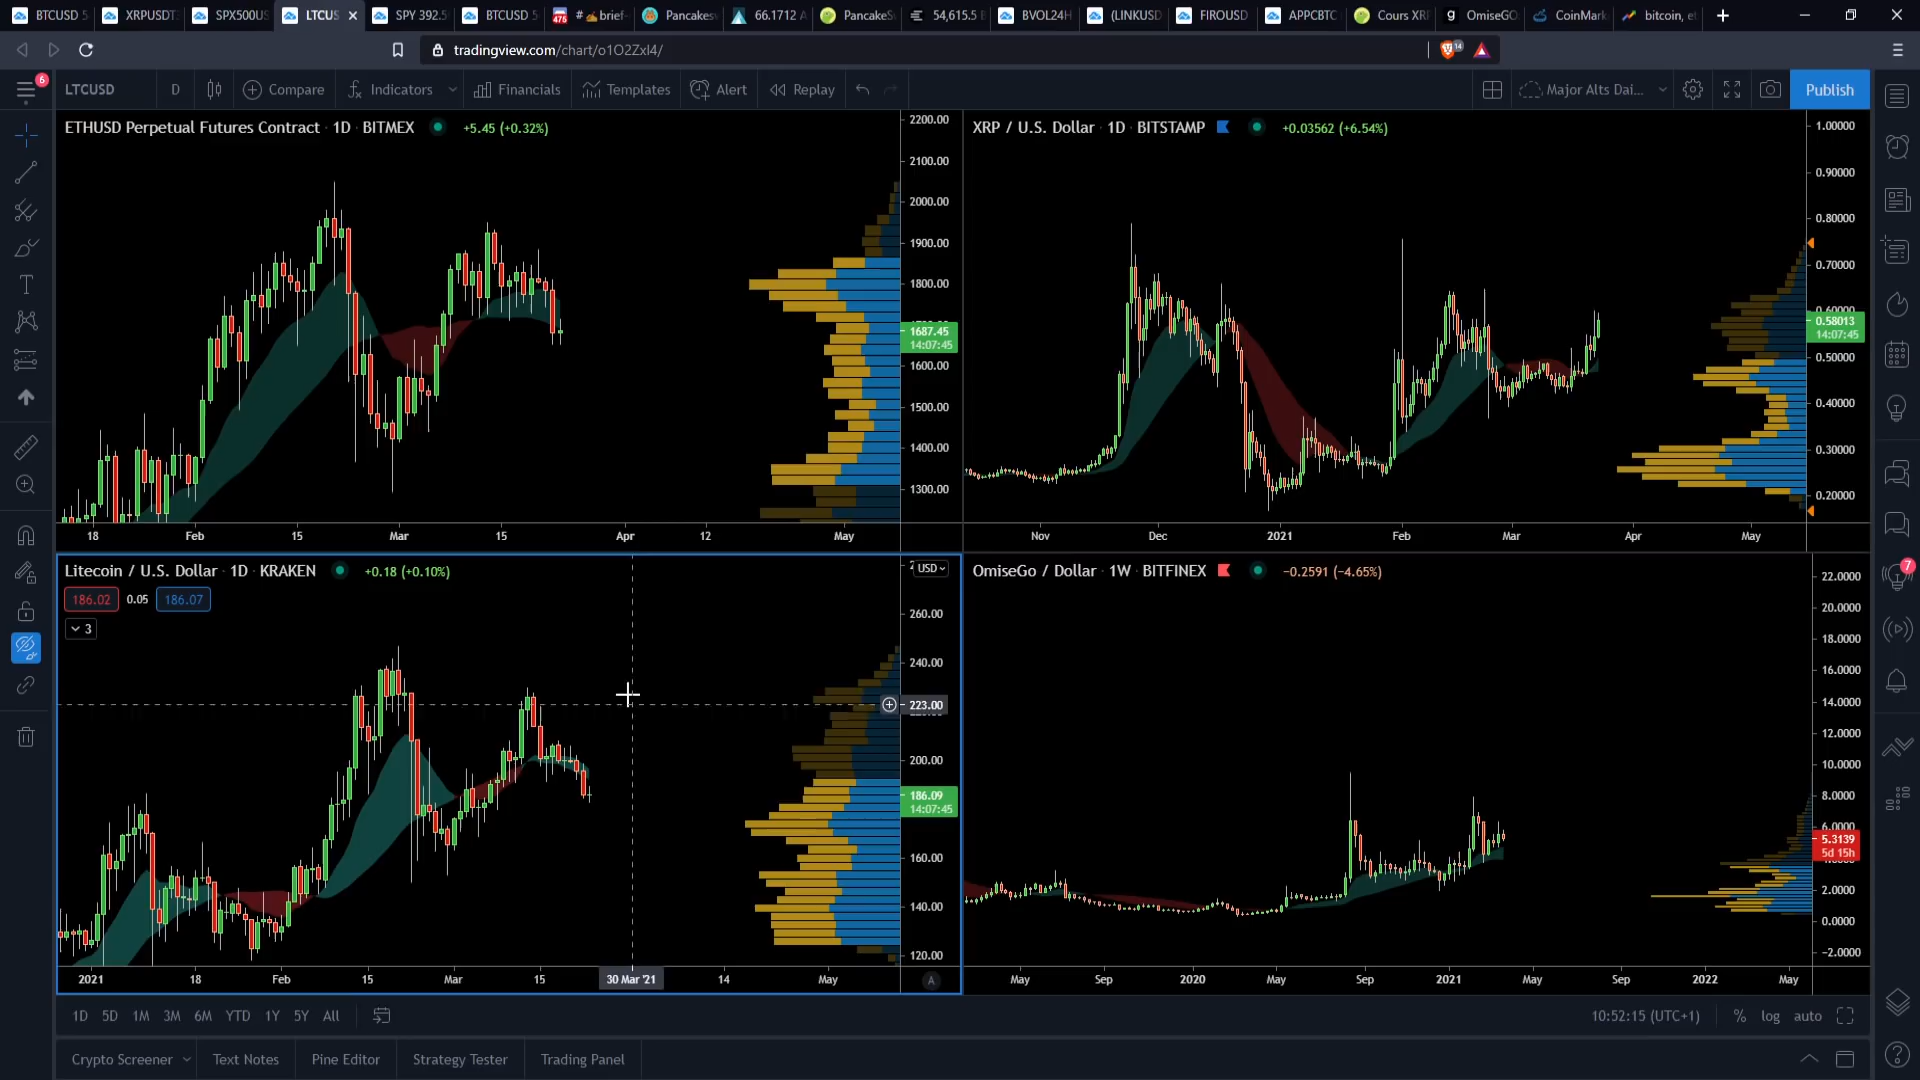 BTCUSD 5
XRPUSDT
SPX500US
LTCUS
SPY 392.5
BTCUSD 5
475
# brief-
Pancakes
66.1712
PancakeS
54,615.5
BVOL24H
(LINKUSD
FIROUSD
APPCBTC
Cours XR
OmiseGO
CoinMark
bitcoin, e
tradingview.com/chart/o1O2Zxl4/
14
6
LTCUSD
D
Compare
Indicators
Financials
Templates
Alert
Replay
Major Alts Dai...
Publish
ETHUSD Perpetual Futures Contract · 1D · BITMEX
+5.45 (+0.32%)
2200.00
2100.00
2000.00
1900.00
1800.00
1687.45
14:07:45
1600.00
1500.00
1400.00
1300.00
18
Feb
15
Mar
15
Apr
12
May
XRP / U.S. Dollar · 1D · BITSTAMP
+0.03562 (+6.54%)
1.00000
0.90000
0.80000
0.70000
0.58013
14:07:45
0.50000
0.40000
0.30000
0.20000
Nov
Dec
2021
Feb
Mar
Apr
May
Litecoin / U.S. Dollar · 1D · KRAKEN
+0.18 (+0.10%)
186.02
0.05
186.07
3
USD
260.00
240.00
223.00
200.00
186.09
14:07:45
160.00
140.00
120.00
2021
18
Feb
15
Mar
15
30 Mar '21
14
May
A
OmiseGo / Dollar · 1W · BITFINEX
−0.2591 (−4.65%)
22.0000
20.0000
18.0000
16.0000
14.0000
12.0000
10.0000
8.0000
6.0000
5.3139
5d 15h
2.0000
0.0000
−2.0000
May
Sep
2020
May
Sep
2021
May
Sep
2022
May
7
1D
5D
1M
3M
6M
YTD
1Y
5Y
All
10:52:15 (UTC+1)
%
log
auto
Crypto Screener
Text Notes
Pine Editor
Strategy Tester
Trading Panel